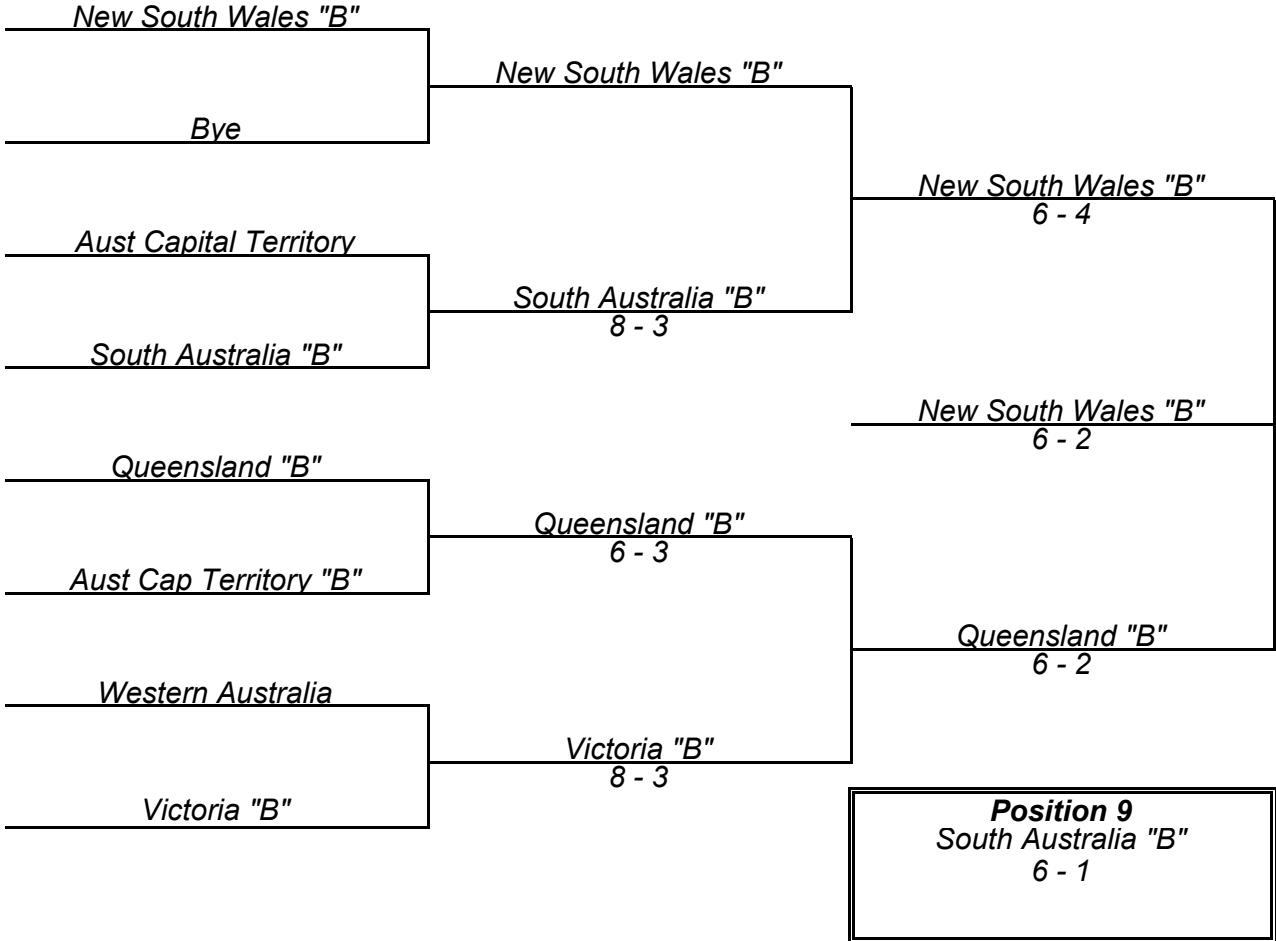 New South Wales "B"
Bye
Aust Capital Territory
South Australia "B"
Queensland "B"
Aust Cap Territory "B"
Western Australia
Victoria "B"
New South Wales "B"
South Australia "B"
8 - 3
Queensland "B"
6 - 3
Victoria "B"
8 - 3
New South Wales "B"
6 - 4
New South Wales "B"
6 - 2
Queensland "B"
6 - 2
Position 9
South Australia "B"
6 - 1